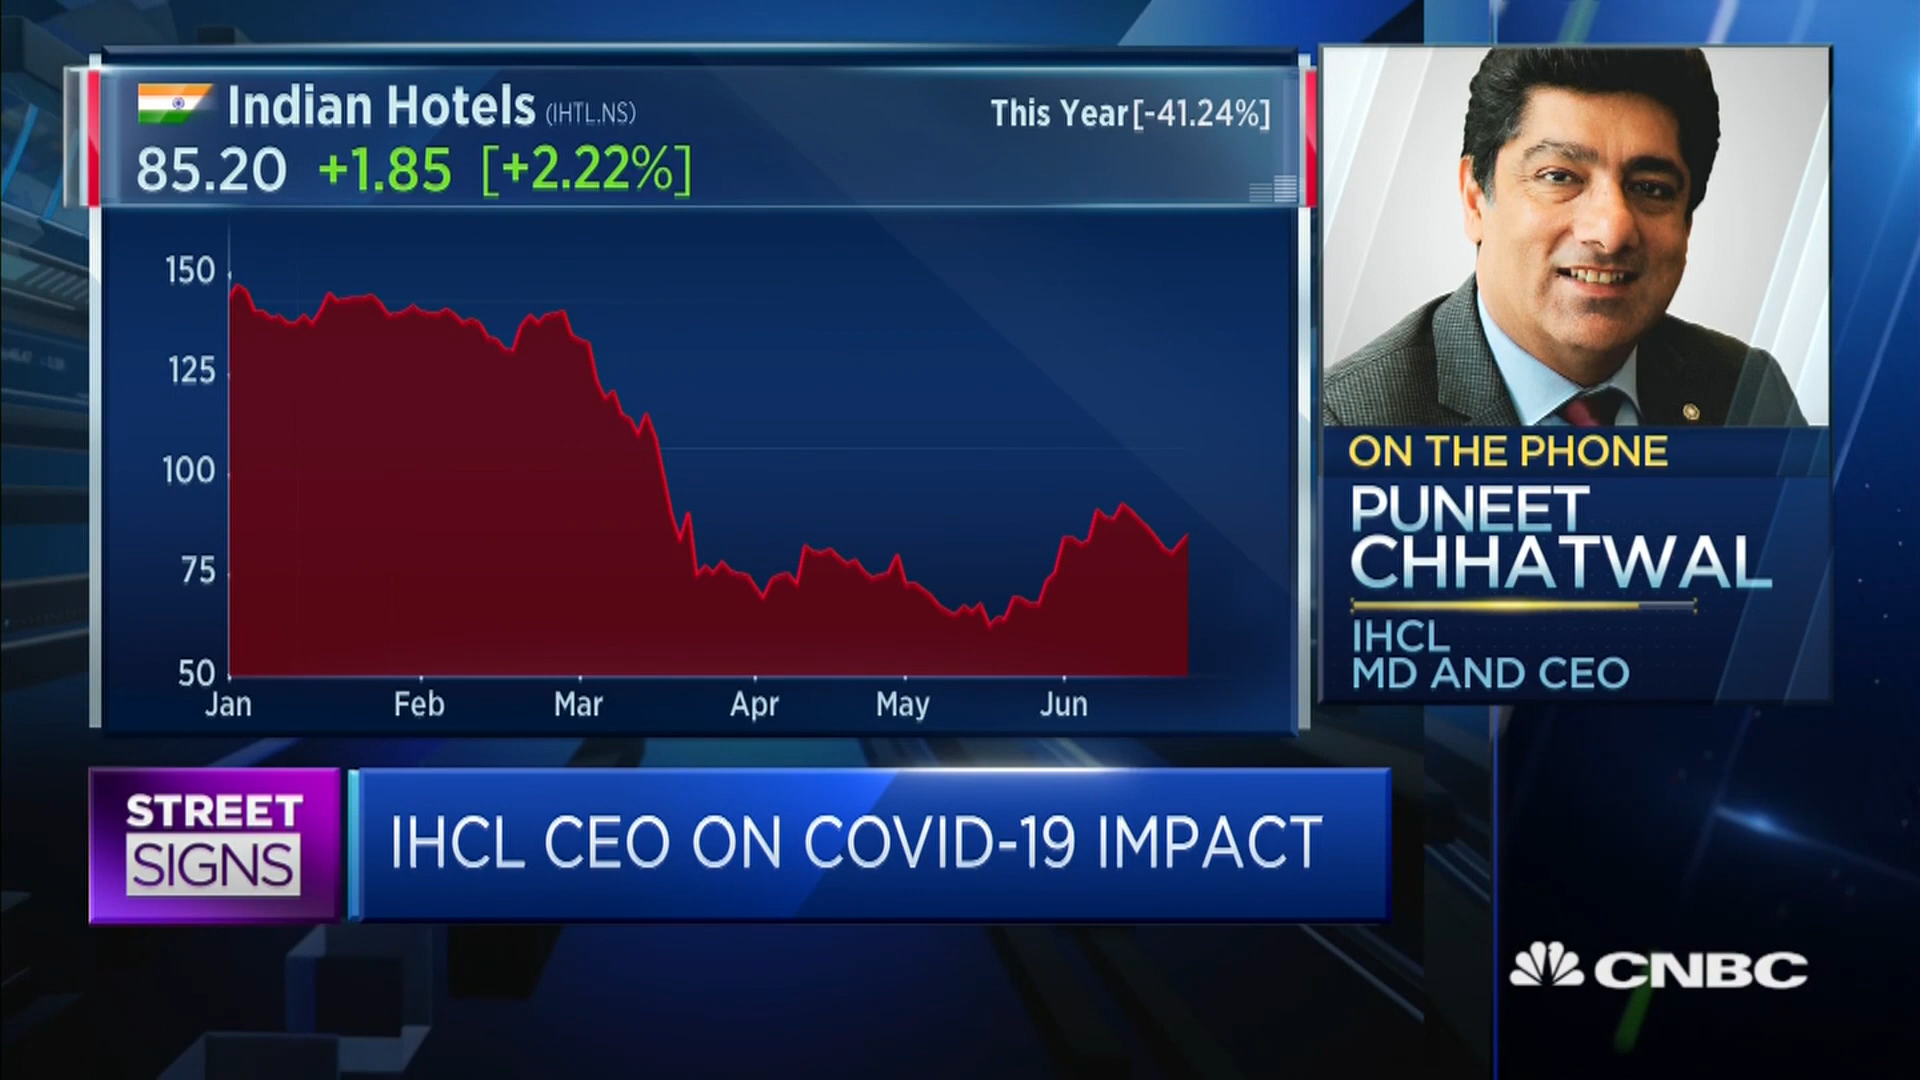 Indian Hotels (IHTL.NS)
This Year[-41.24%]
85.20 +1.85 [+2.22%]
150
125
100
75
50
Jan Feb Mar Apr May Jun
ON THE PHONE
PUNEET
CHHATWAL
IHCL
MD AND CEO
STREET
SIGNS
IHCL CEO ON COVID-19 IMPACT
CNBC